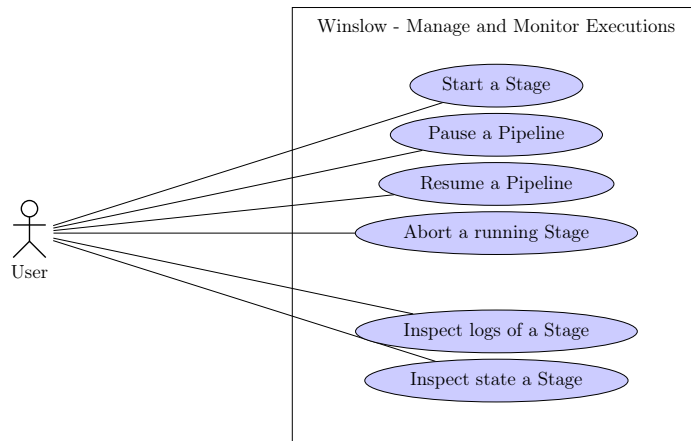 Winslow - Manage and Monitor Executions
Start a Stage
Pause a Pipeline
Resume a Pipeline
Abort a running Stage
User
Inspect logs of a Stage
Inspect state a Stage